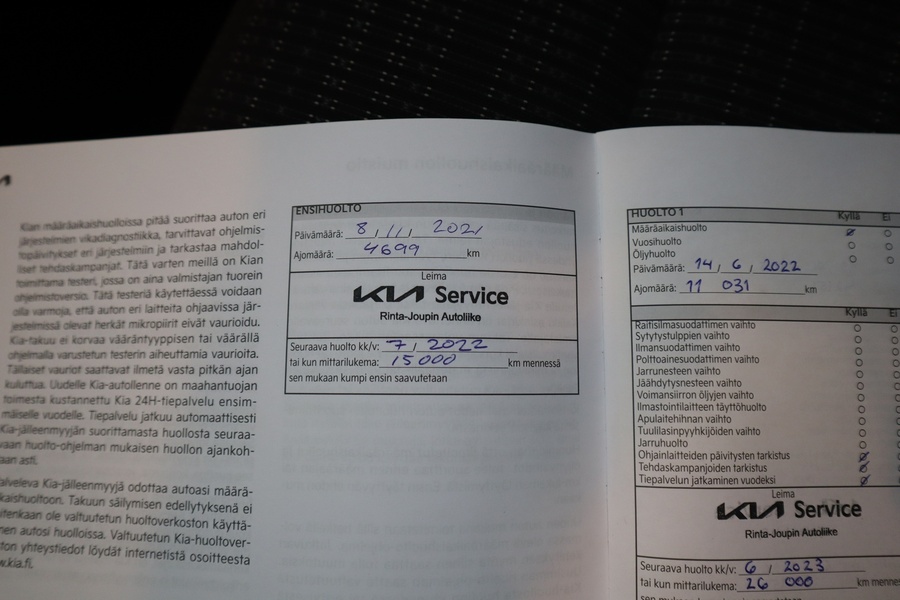 Kian määräaikaishuolloissa pitää suorittaa auton eri
järjestelmien vikadiagnostiikka, tarvittavat ohjelmis-
topäivitykset eri järjestelmiin ja tarkastaa mahdol-
liset tehdaskampanjat. Tätä varten meillä on Kian
toimittama testeri, jossa on aina valmistajan tuorein
ohjelmistoversio. Tätä testeriä käytettäessä voidaan
olla varmoja, että auton eri laitteita ohjaavissa jär-
jestelmissä olevat herkät mikropiirit eivät vaurioidu.
Kia-takuu ei korvaa vääräntyyppisen tai väärällä
ohjelmalla varustetun testerin aiheuttamia vaurioita.
Tällaiset vauriot saattavat ilmetä vasta pitkän ajan
kuluttua. Uudelle Kia-autollenne on maahantuojan
toimesta kustannettu Kia 24H-tiepalvelu ensim-
mäiselle vuodelle. Tiepalvelu jatkuu automaattisesti
Kia-jälleenmyyjän suorittamasta huollosta seuraa-
vaan huolto-ohjelman mukaisen huollon ajankoh-
taan asti.
alveleva Kia-jälleenmyyjä odottaa autoasi määrä-
kaishuoltoon. Takuun säilymisen edellytyksenä ei
itenkaan ole valtuutetun huoltoverkoston käyttä-
nen autosi huolloissa. Valtuutetun Kia-huoltover-
ton yhteystiedot löydät internetistä osoitteesta
w.kia.fi.
ENSIHUOLTO
Päivämäärä: 8 / 11 2021
Ajomäärä: 4699 km
Leima
KIA Service
Rinta-Joupin Autoliike
Seuraava huolto kk/v: 7 / 2022
tai kun mittarilukema: 15000 km mennessä
sen mukaan kumpi ensin saavutetaan
HUOLTO 1
Kyllä Ei
Määräaikaishuolto
Vuosihuolto
Öljyhuolto
Päivämäärä: 14 / 6 / 2022
Ajomäärä: 11 031 km
Kyllä Ei
Raitisilmasuodattimen vaihto
Sytytystulppien vaihto
Ilmansuodattimen vaihto
Polttoainesuodattimen vaihto
Jarrunesteen vaihto
Jäähdytysnesteen vaihto
Voimansiirron öljyjen vaihto
Ilmastointilaitteen täyttöhuolto
Apulaitehihnan vaihto
Tuulilasinpyyhkijöiden vaihto
Jarruhuolto
Ohjainlaitteiden päivitysten tarkistus
Tehdaskampanjoiden tarkistus
Tiepalvelun jatkaminen vuodeksi
Leima
KIA Service
Rinta-Joupin Autoliike
Seuraava huolto kk/v: 6 / 2023
tai kun mittarilukema: 26 000 km mennes